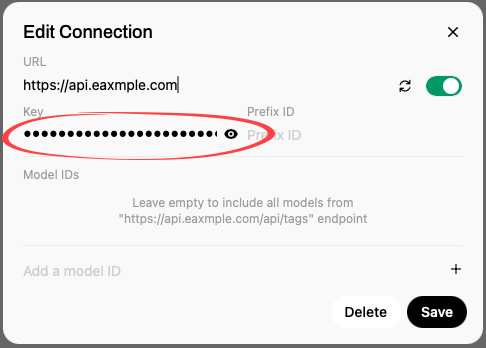 Edit Connection
URL
https://api.eaxmple.com
Key
Prefix ID
••••••••••••••••••••••
Prefix ID
Model IDs
Leave empty to include all models from
"https://api.eaxmple.com/api/tags" endpoint
Add a model ID
Delete
Save